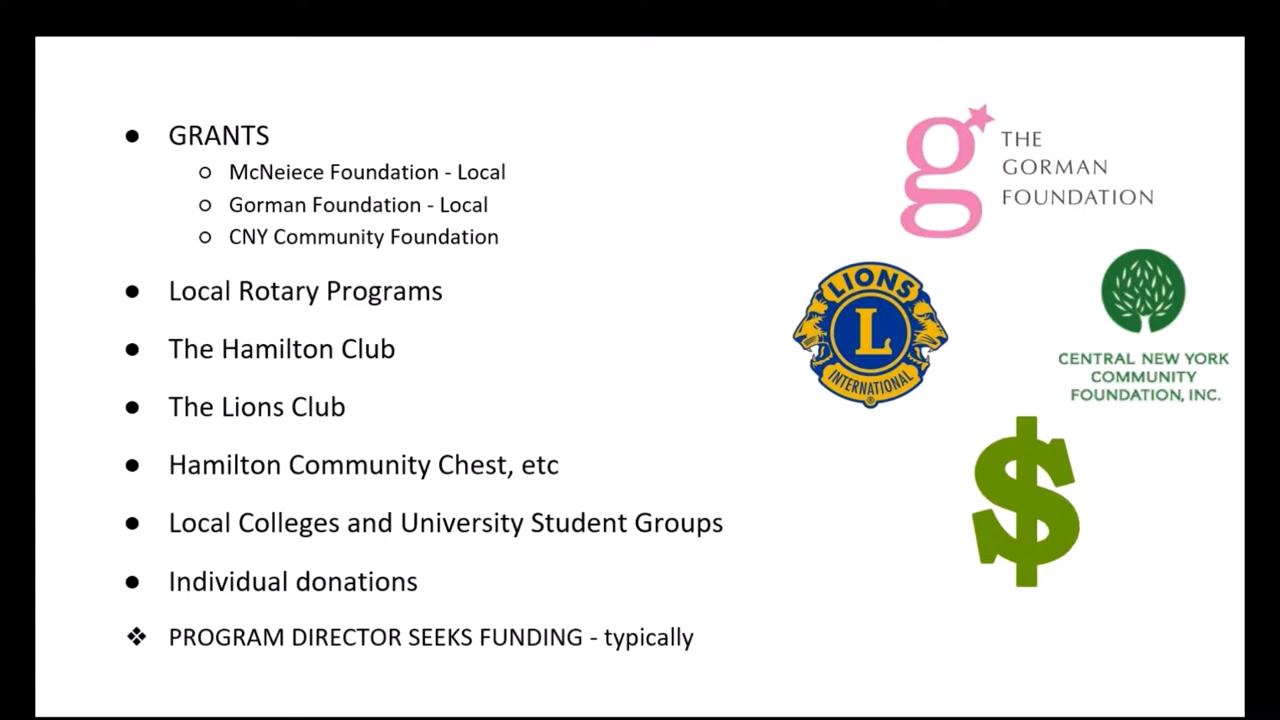 ● GRANTS
○ McNeiece Foundation - Local
○ Gorman Foundation - Local
○ CNY Community Foundation
● Local Rotary Programs
● The Hamilton Club
● The Lions Club
● Hamilton Community Chest, etc
● Local Colleges and University Student Groups
● Individual donations
❖ PROGRAM DIRECTOR SEEKS FUNDING - typically
g THE
GORMAN
FOUNDATION
LIONS
L
INTERNATIONAL
®
CENTRAL NEW YORK
COMMUNITY
FOUNDATION, INC.
$